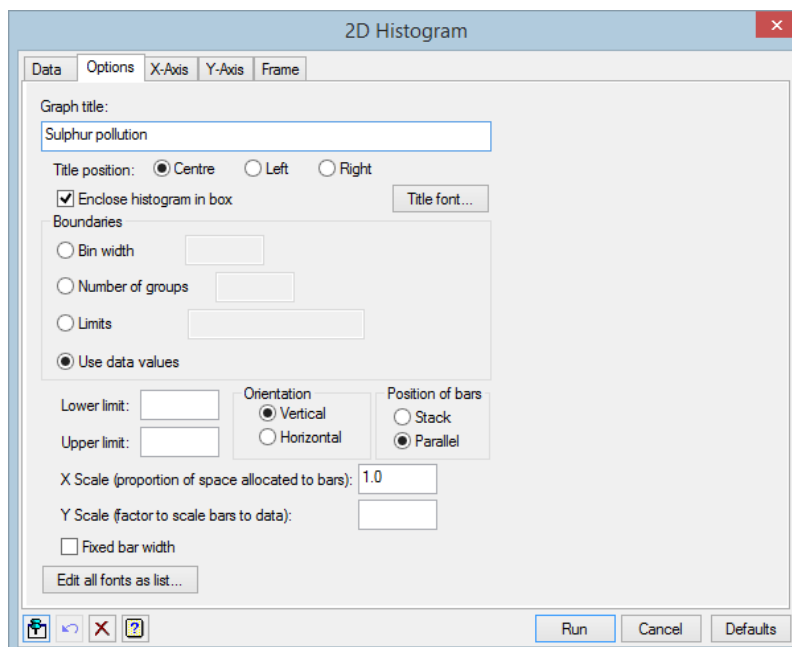 2D Histogram
Data Options X-Axis Y-Axis Frame
Graph title:
Sulphur pollution
Title position: Centre Left Right
Enclose histogram in box Title font...
Boundaries
Bin width
Number of groups
Limits
Use data values
Lower limit:
Upper limit:
Orientation
Vertical
Horizontal
Position of bars
Stack
Parallel
X Scale (proportion of space allocated to bars): 1.0
Y Scale (factor to scale bars to data):
Fixed bar width
Edit all fonts as list...
Run Cancel Defaults